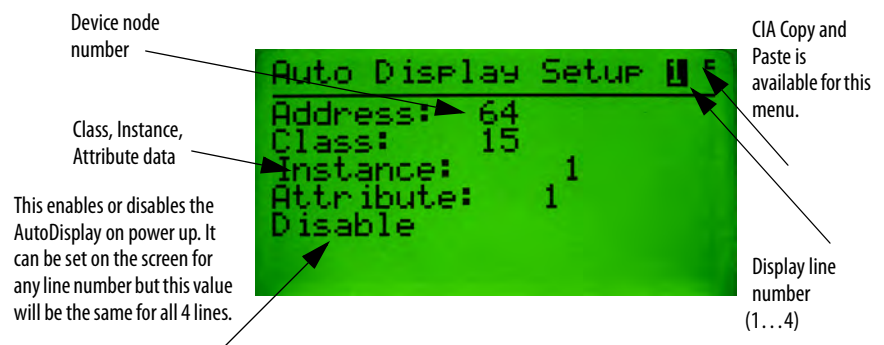 Device node
number
CIA Copy and
Paste is
available for this
menu.
Auto Display Setup 1 E
Address: 64
Class: 15
Instance: 1
Attribute: 1
Disable
Class, Instance,
Attribute data
This enables or disables the
AutoDisplay on power up. It
can be set on the screen for
any line number but this value
will be the same for all 4 lines.
Display line
number
(1...4)